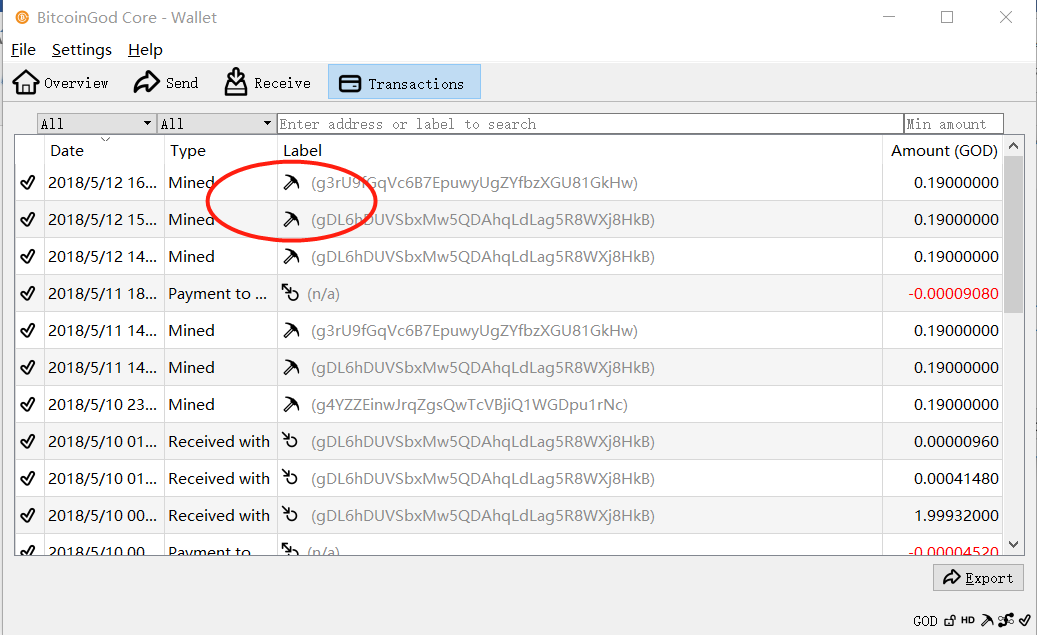 BitcoinGod Core - Wallet
File Settings Help
Overview Send Receive Transactions
All All Enter address or label to search Min amount
Date Type Label Amount (GOD)
2018/5/12 16... Mined (g3rU9fGqVc6B7EpuwyUgZYfbzXGU81GkHw) 0.19000000
2018/5/12 15... Mined (gDL6hDUVSbxMw5QDAhqLdLag5R8WXj8HkB) 0.19000000
2018/5/12 14... Mined (gDL6hDUVSbxMw5QDAhqLdLag5R8WXj8HkB) 0.19000000
2018/5/11 18... Payment to ... (n/a) -0.00009080
2018/5/11 14... Mined (g3rU9fGqVc6B7EpuwyUgZYfbzXGU81GkHw) 0.19000000
2018/5/11 14... Mined (gDL6hDUVSbxMw5QDAhqLdLag5R8WXj8HkB) 0.19000000
2018/5/10 23... Mined (g4YZZEinwJrqZgsQwTcVBjiQ1WGDpu1rNc) 0.19000000
2018/5/10 01... Received with (gDL6hDUVSbxMw5QDAhqLdLag5R8WXj8HkB) 0.00000960
2018/5/10 01... Received with (gDL6hDUVSbxMw5QDAhqLdLag5R8WXj8HkB) 0.00041480
2018/5/10 00... Received with (gDL6hDUVSbxMw5QDAhqLdLag5R8WXj8HkB) 1.99932000
2018/5/10 00... Payment to ... (n/a) -0.00004520
Export
GOD HD